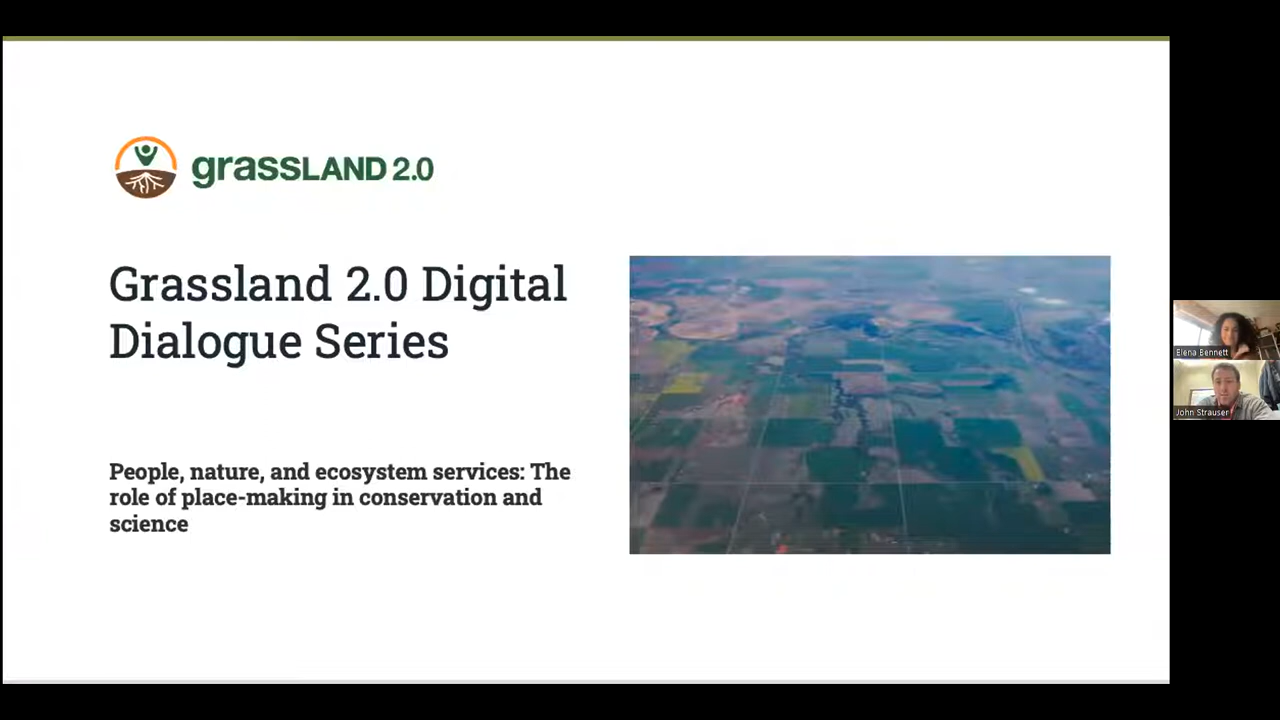 grassLAND 2.0
Grassland 2.0 Digital
Dialogue Series
People, nature, and ecosystem services: The
role of place-making in conservation and
science
Elena Bennett
John Strauser